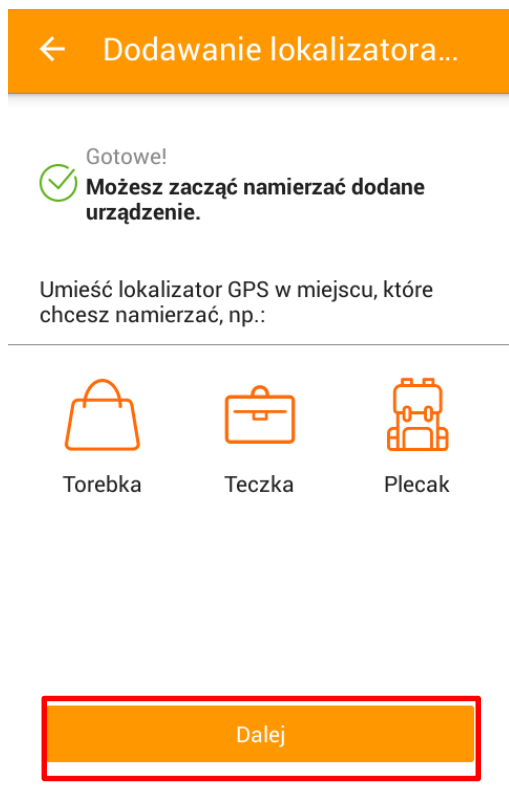 Dodawanie lokalizatora...
Gotowe!
Możesz zacząć namierzać dodane
urządzenie.
Umieść lokalizator GPS w miejscu, które
chcesz namierzać, np.:
Torebka Teczka Plecak
Dalej